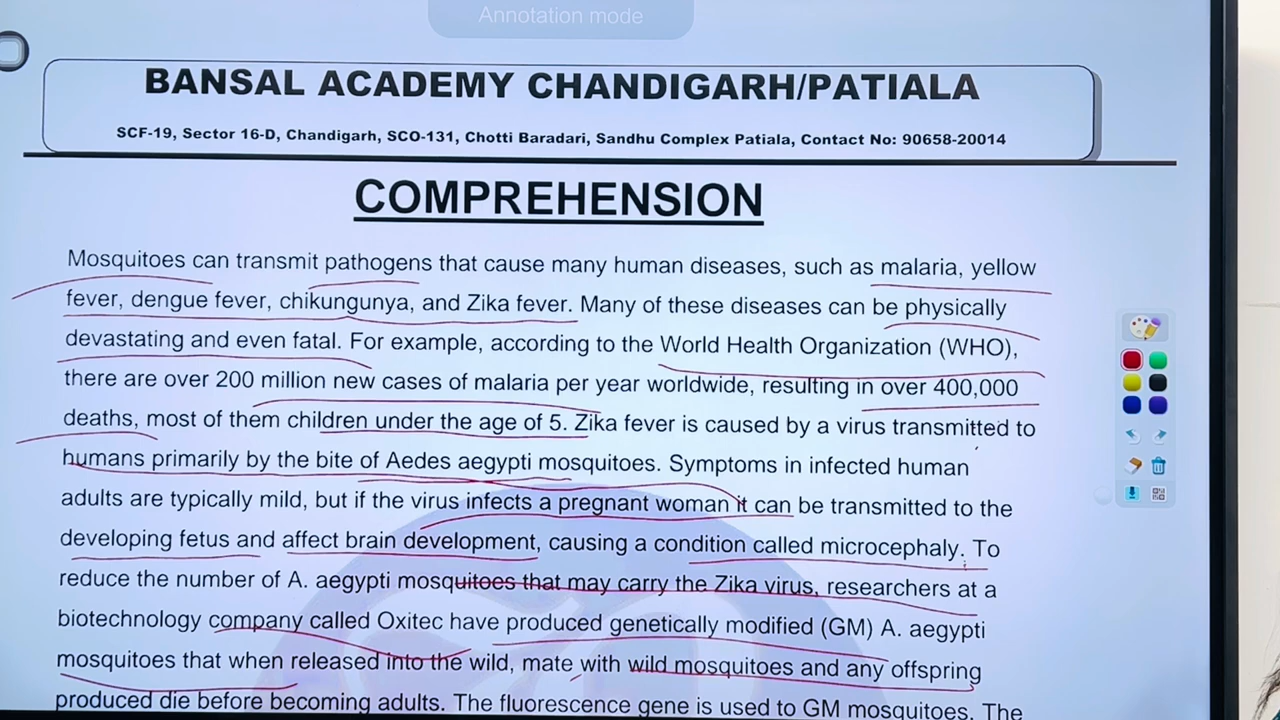 Annotation mode
BANSAL ACADEMY CHANDIGARH/PATIALA
SCF-19, Sector 16-D, Chandigarh, SCO-131, Chotti Baradari, Sandhu Complex Patiala, Contact No: 90658-20014
COMPREHENSION
Mosquitoes can transmit pathogens that cause many human diseases, such as malaria, yellow
fever, dengue fever, chikungunya, and Zika fever. Many of these diseases can be physically
devastating and even fatal. For example, according to the World Health Organization (WHO),
there are over 200 million new cases of malaria per year worldwide, resulting in over 400,000
deaths, most of them children under the age of 5. Zika fever is caused by a virus transmitted to
humans primarily by the bite of Aedes aegypti mosquitoes. Symptoms in infected human
adults are typically mild, but if the virus infects a pregnant woman it can be transmitted to the
developing fetus and affect brain development, causing a condition called microcephaly. To
reduce the number of A. aegypti mosquitoes that may carry the Zika virus, researchers at a
biotechnology company called Oxitec have produced genetically modified (GM) A. aegypti
mosquitoes that when released into the wild, mate with wild mosquitoes and any offspring
produced die before becoming adults. The fluorescence gene is used to GM mosquitoes. The